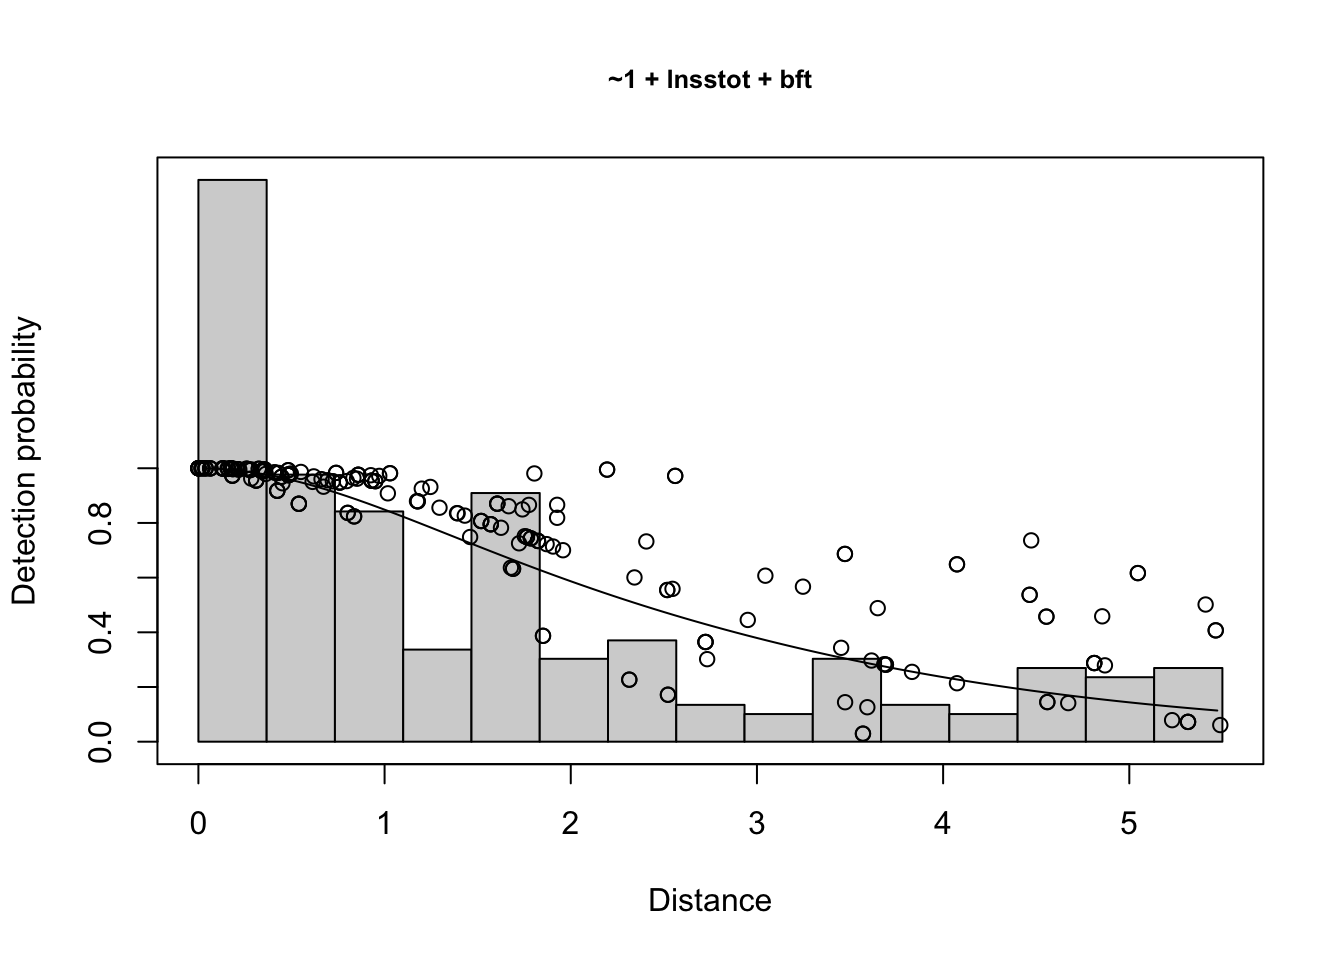 ~1 + lnsstot + bft
Detection probability
0.8
0.4
0.0
0 1 2 3 4 5
Distance